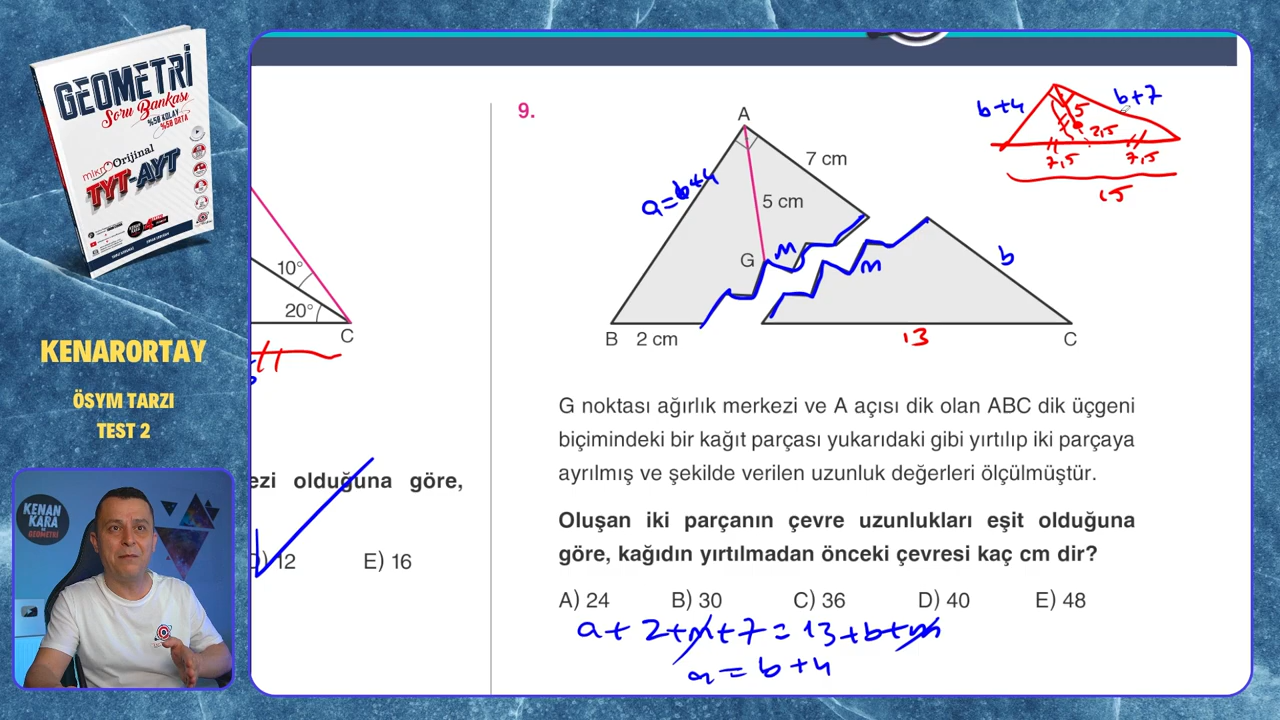 GEOMETRİ
Soru Bankası
%50 KOLAY
%50 ORTA
mikro Orijinal
TYT-AYT
KENARORTAY
ÖSYM TARZI
TEST 2
KENAN
KARA
GEOMETRİ
10°
20°
C
ezi olduğuna göre,
D) 12
E) 16
9.
A
7 cm
a=b+4
5 cm
G
m
m
b
B
2 cm
13
C
b+4
b+7
5
2,5
7,5
7,5
15
G noktası ağırlık merkezi ve A açısı dik olan ABC dik üçgeni
biçimindeki bir kağıt parçası yukarıdaki gibi yırtılıp iki parçaya
ayrılmış ve şekilde verilen uzunluk değerleri ölçülmüştür.
Oluşan iki parçanın çevre uzunlukları eşit olduğuna
göre, kağıdın yırtılmadan önceki çevresi kaç cm dir?
A) 24 B) 30 C) 36 D) 40 E) 48
a+2+m+7=13+b+m
a=b+4